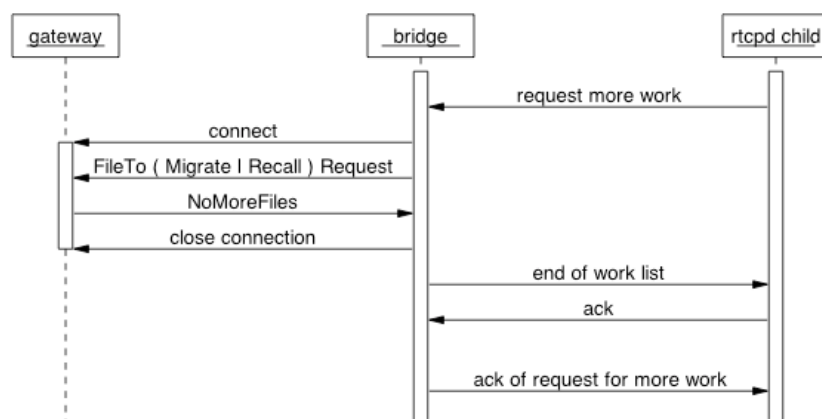 gateway
bridge
rtcpd child
request more work
connect
FileTo ( Migrate | Recall ) Request
NoMoreFiles
close connection
end of work list
ack
ack of request for more work